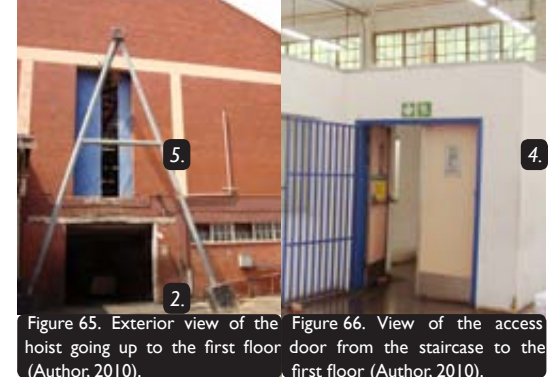 5.
4.
2.
Figure 65. Exterior view of the
hoist going up to the first floor
(Author, 2010).
Figure 66. View of the access
door from the staircase to the
first floor (Author, 2010).